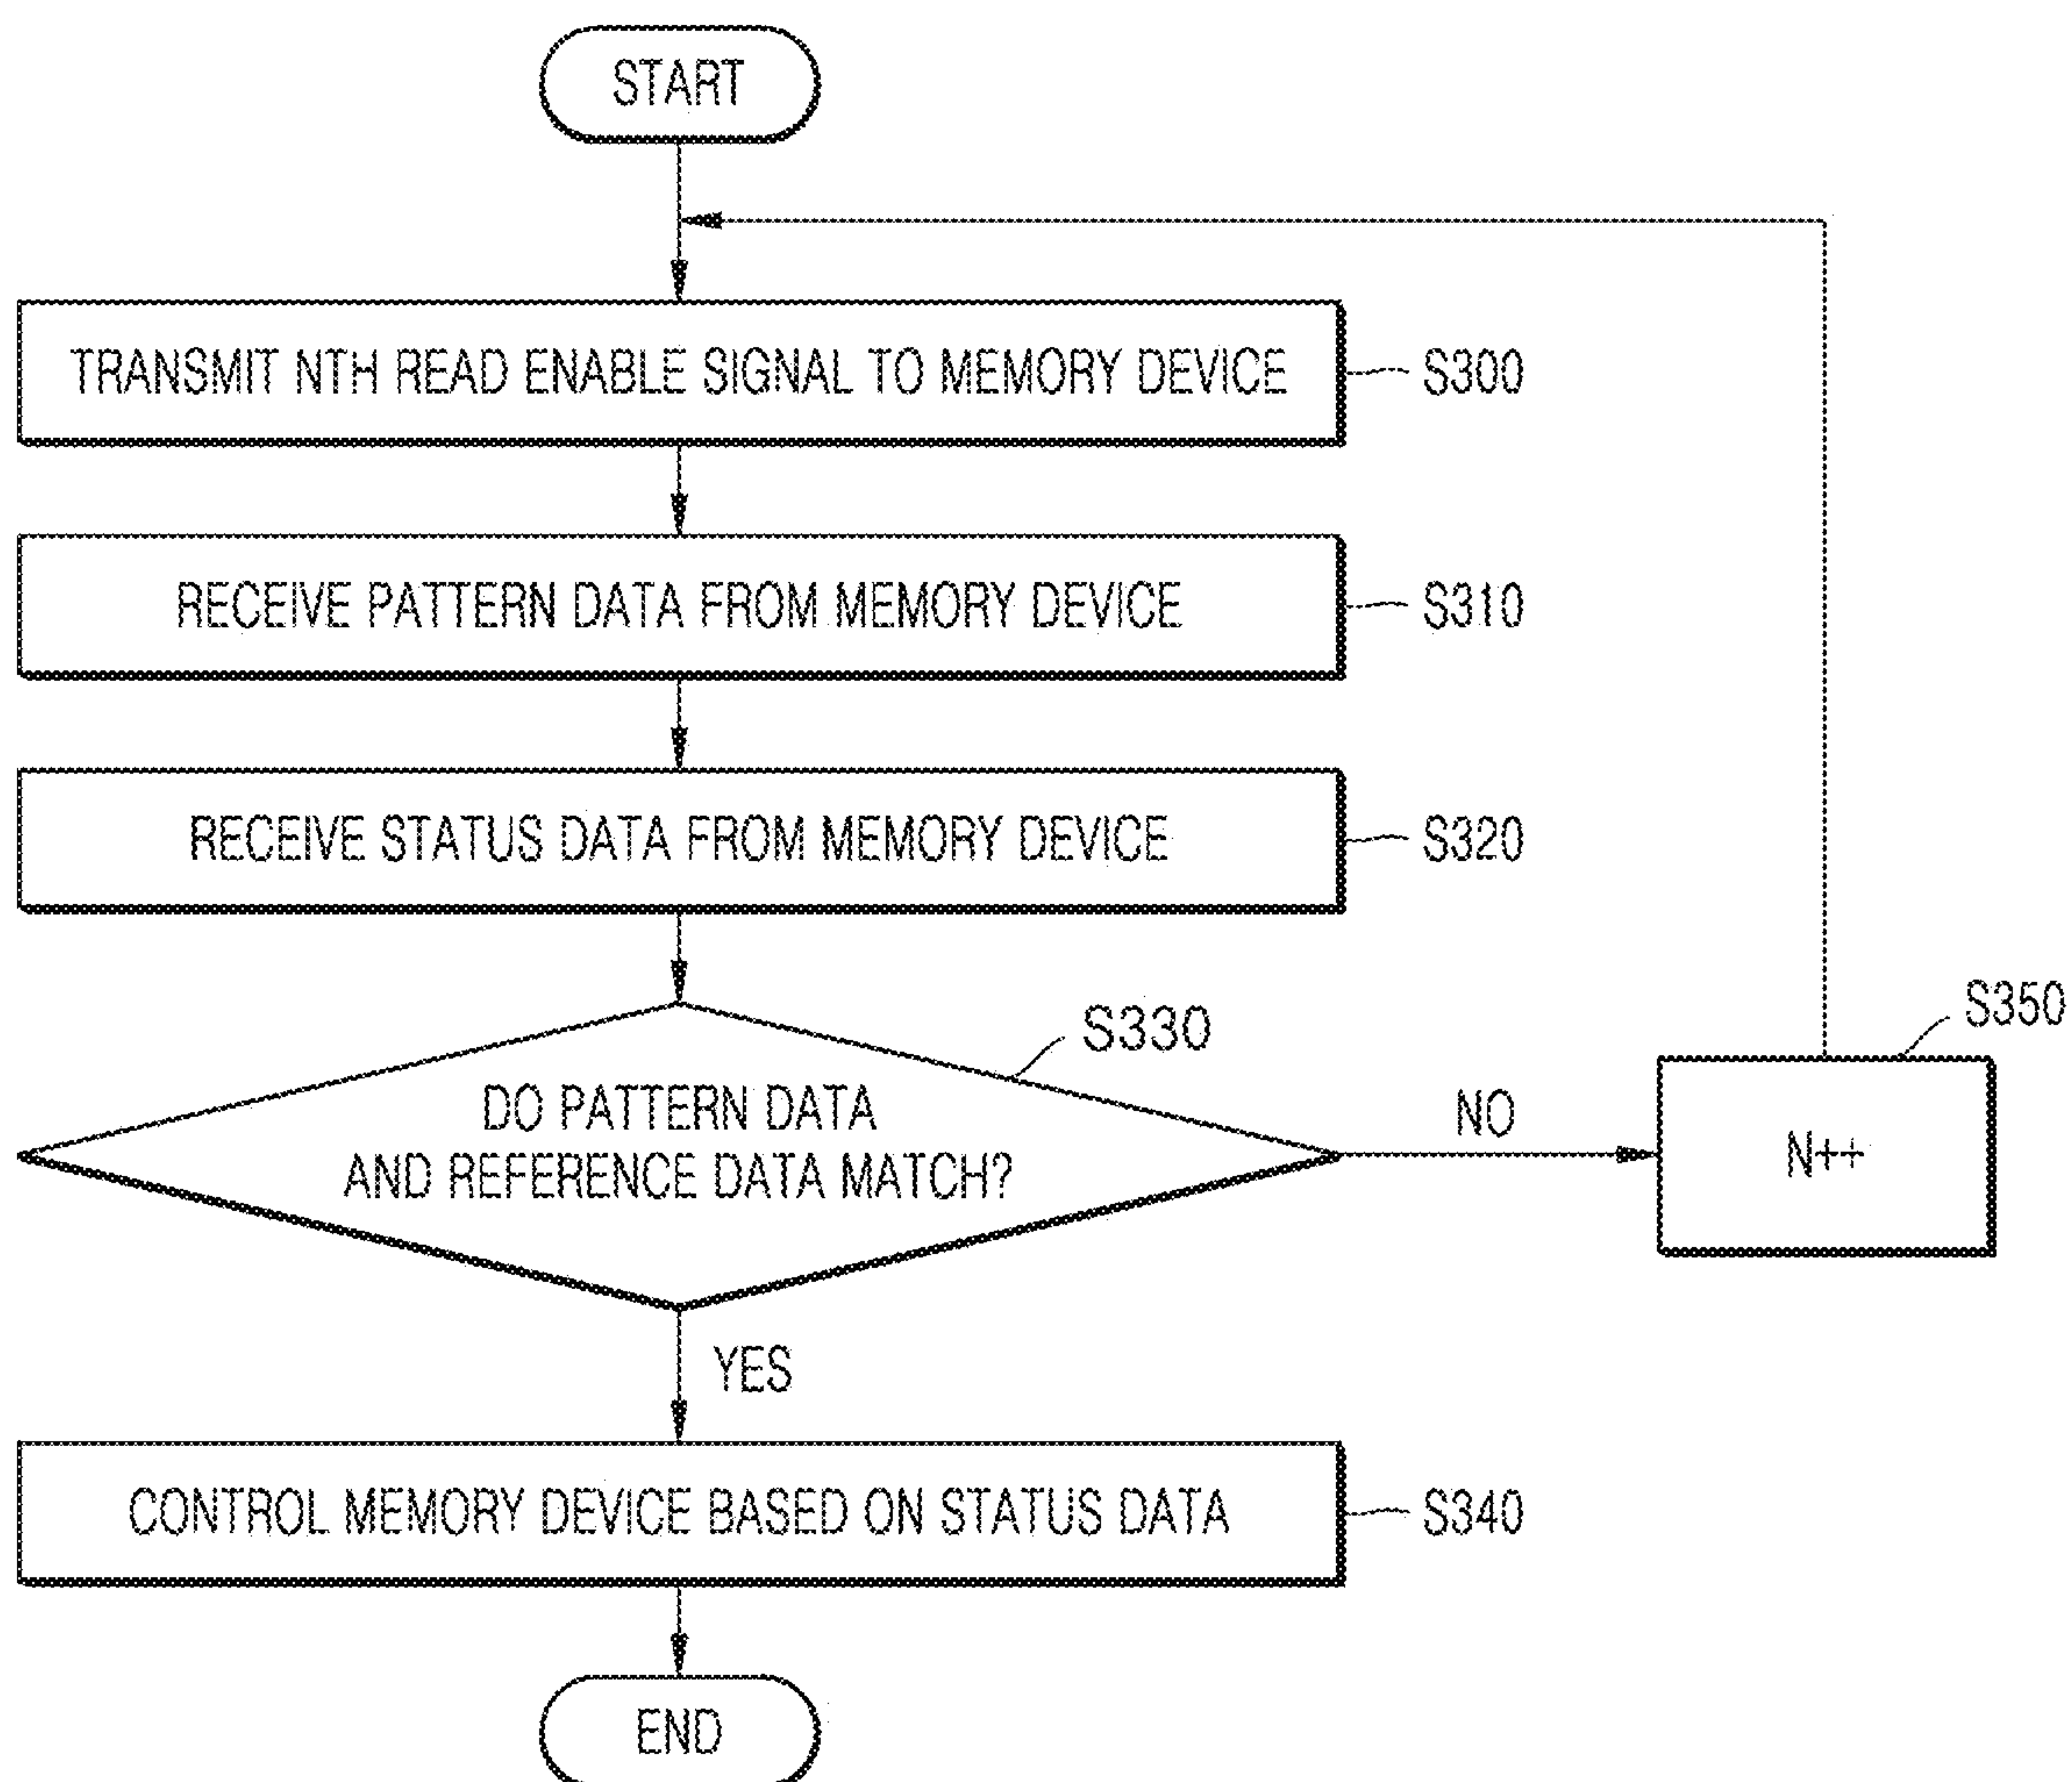 START
TRANSMIT NTH READ ENABLE SIGNAL TO MEMORY DEVICE
S300
RECEIVE PATTERN DATA FROM MEMORY DEVICE
S310
RECEIVE STATUS DATA FROM MEMORY DEVICE
S320
S330
DO PATTERN DATA
AND REFERENCE DATA MATCH?
NO
S350
N++
YES
CONTROL MEMORY DEVICE BASED ON STATUS DATA
S340
END